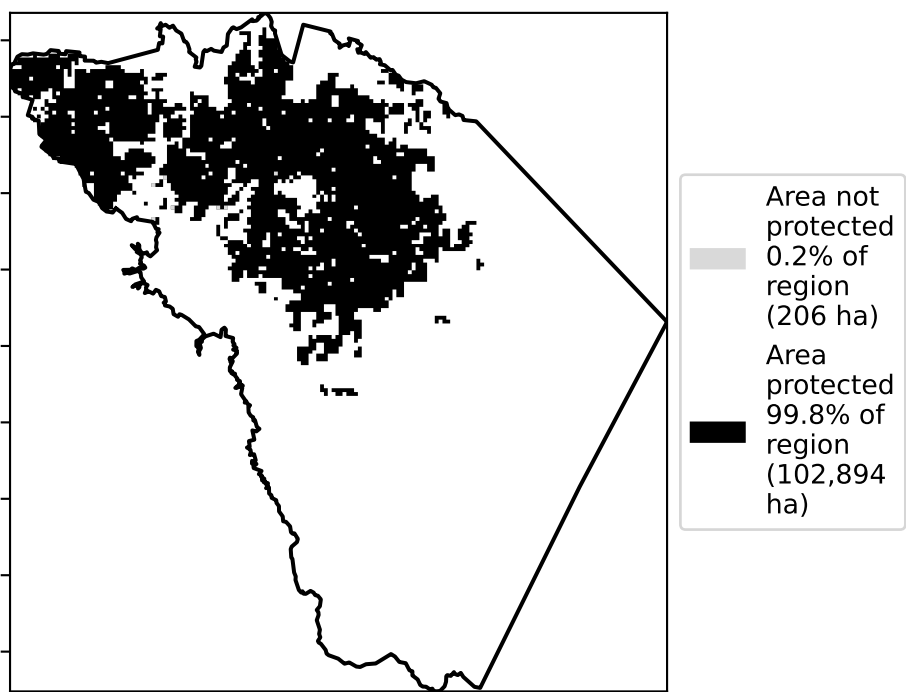 Area not
protected
0.2% of
region
(206 ha)
Area
protected
99.8% of
region
(102,894
ha)